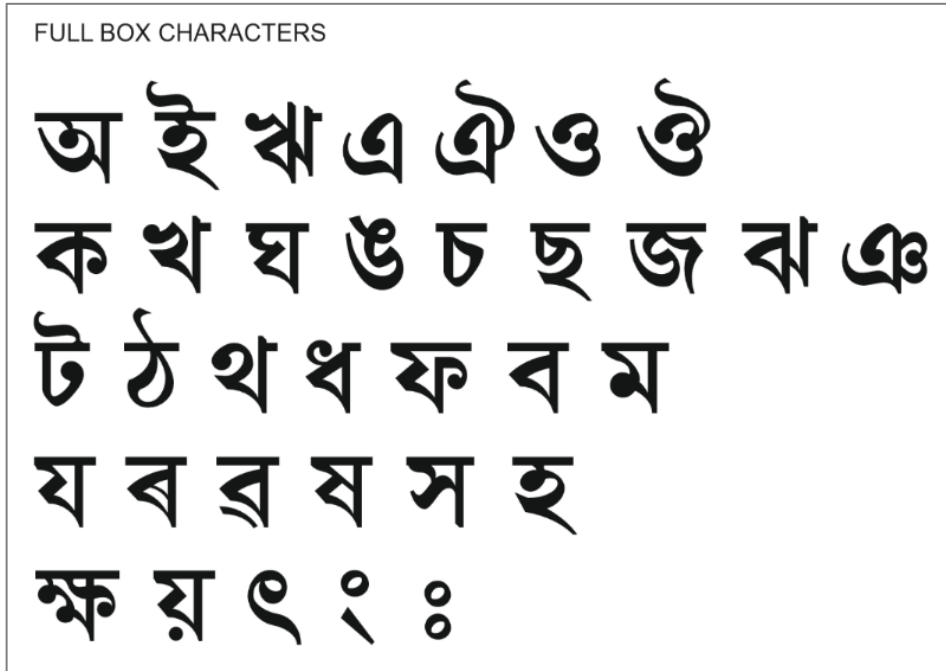 FULL BOX CHARACTERS
অ ই ঋ এ ঐ ও ঔ
ক খ ঘ ঙ চ ছ জ ঝ ঞ
ট ঠ থ ধ ফ ব ম
য ৰ ৱ ষ স হ
ক্ষ য় ৎ ং ঃ